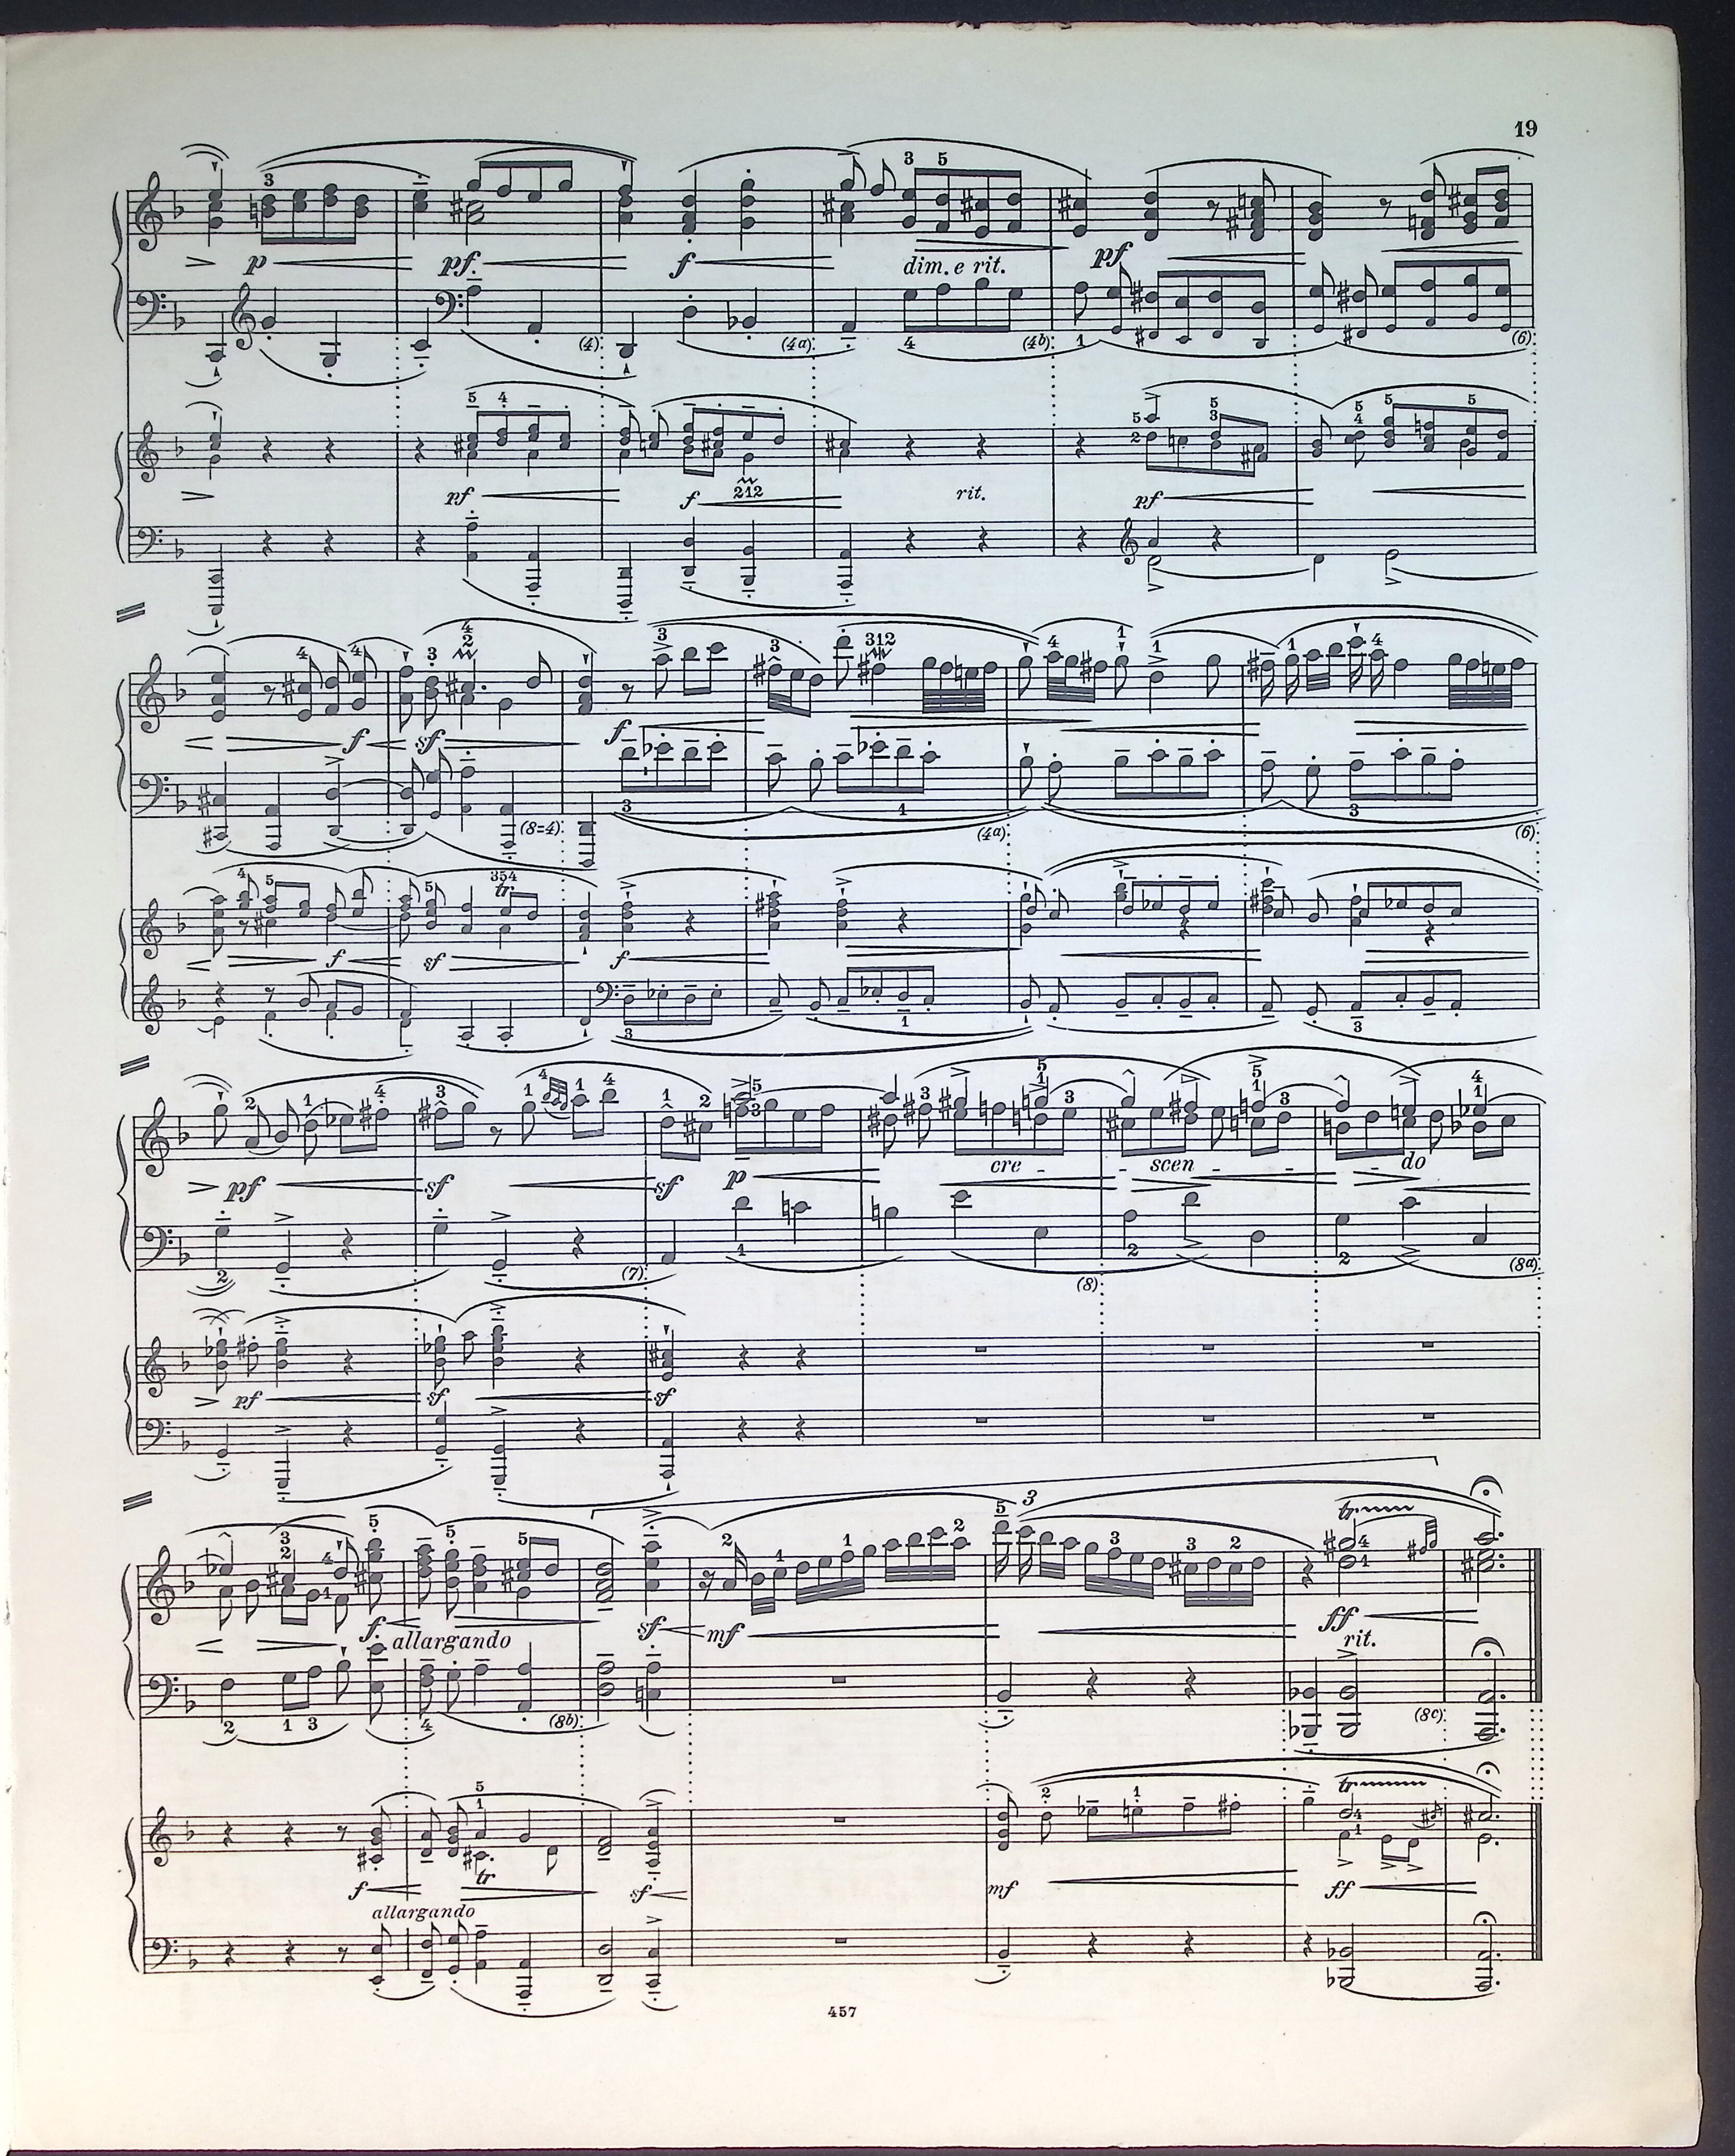 19
3 3 5
p pf. f dim. e rit. pf
(4) (4a) 4 (4b) 1 (6)
5 4 5 2 5 3 5 4 5 5
pf f 212 rit. pf
4 4 3 4 2 3 3 312 4 1 1 1 4
f sf f
3 1 3
(8=4) (4a) (6)
4 5 5 354 tr
f sf f
3 1 3
2 1 4 3 1 4 1 4 1 2 5 3 3 5 1 3 5 1 3 4 1
pf sf sf p cre - - scen - - - do
2 1 2 2
(7) (8) (8a)
pf sf sf
3 2 4 1 5 5 5 2 1 1 2 5 3 3 3 2 tr 4 1
f. allargando sf mf ff rit.
2 1 3 4 (8b) (8c)
5 1 2 1 tr 4 1
f tr sf mf ff
allargando
457